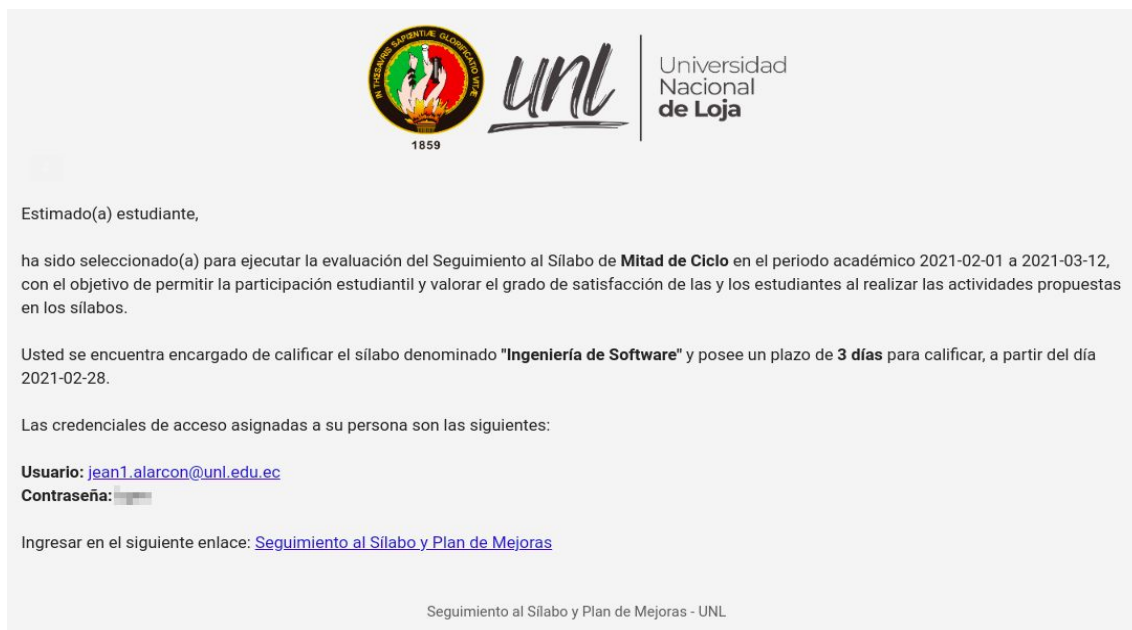 IN THESAURIS SAPIENTIAE GLORIFICATIO VITAE
1859
unl
Universidad
Nacional
de Loja
Estimado(a) estudiante,
ha sido seleccionado(a) para ejecutar la evaluación del Seguimiento al Sílabo de Mitad de Ciclo en el periodo académico 2021-02-01 a 2021-03-12,
con el objetivo de permitir la participación estudiantil y valorar el grado de satisfacción de las y los estudiantes al realizar las actividades propuestas
en los sílabos.
Usted se encuentra encargado de calificar el sílabo denominado "Ingeniería de Software" y posee un plazo de 3 días para calificar, a partir del día
2021-02-28.
Las credenciales de acceso asignadas a su persona son las siguientes:
Usuario: jean1.alarcon@unl.edu.ec
Contraseña:
Ingresar en el siguiente enlace: Seguimiento al Sílabo y Plan de Mejoras
Seguimiento al Sílabo y Plan de Mejoras - UNL